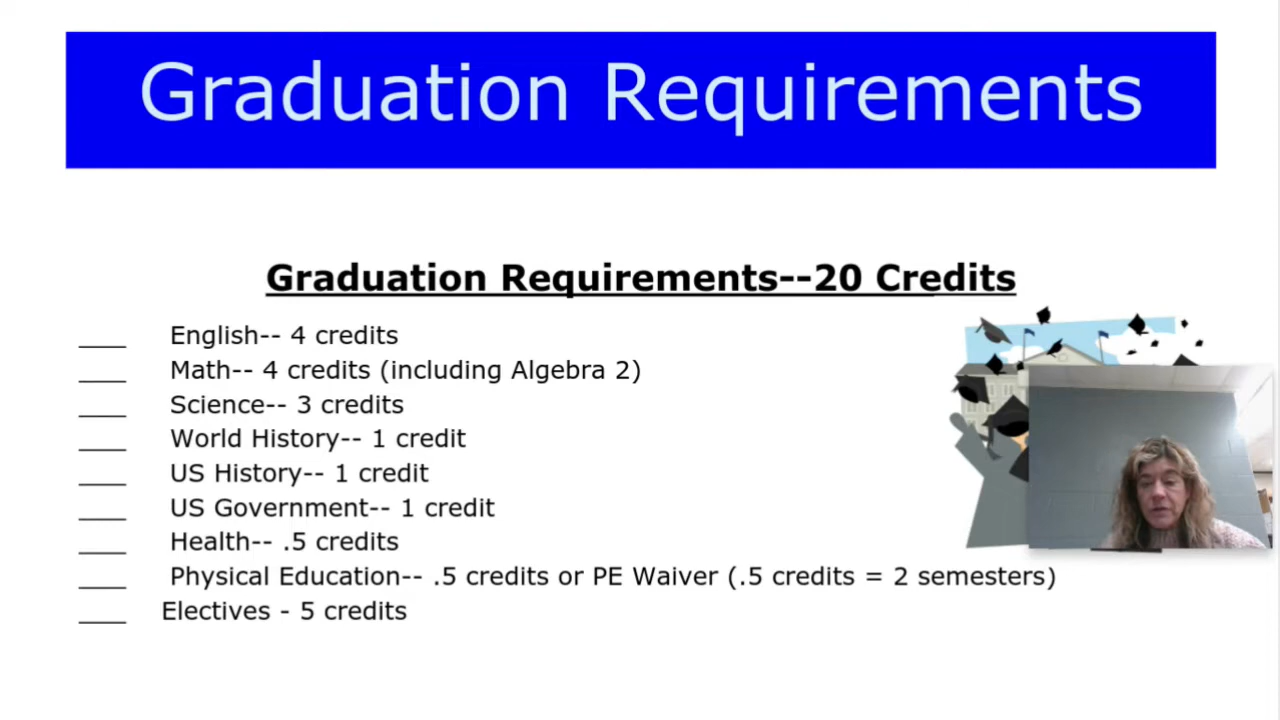 Graduation Requirements
Graduation Requirements--20 Credits
____ English-- 4 credits
____ Math-- 4 credits (including Algebra 2)
____ Science-- 3 credits
____ World History-- 1 credit
____ US History-- 1 credit
____ US Government-- 1 credit
____ Health-- .5 credits
____ Physical Education-- .5 credits or PE Waiver (.5 credits = 2 semesters)
____ Electives - 5 credits